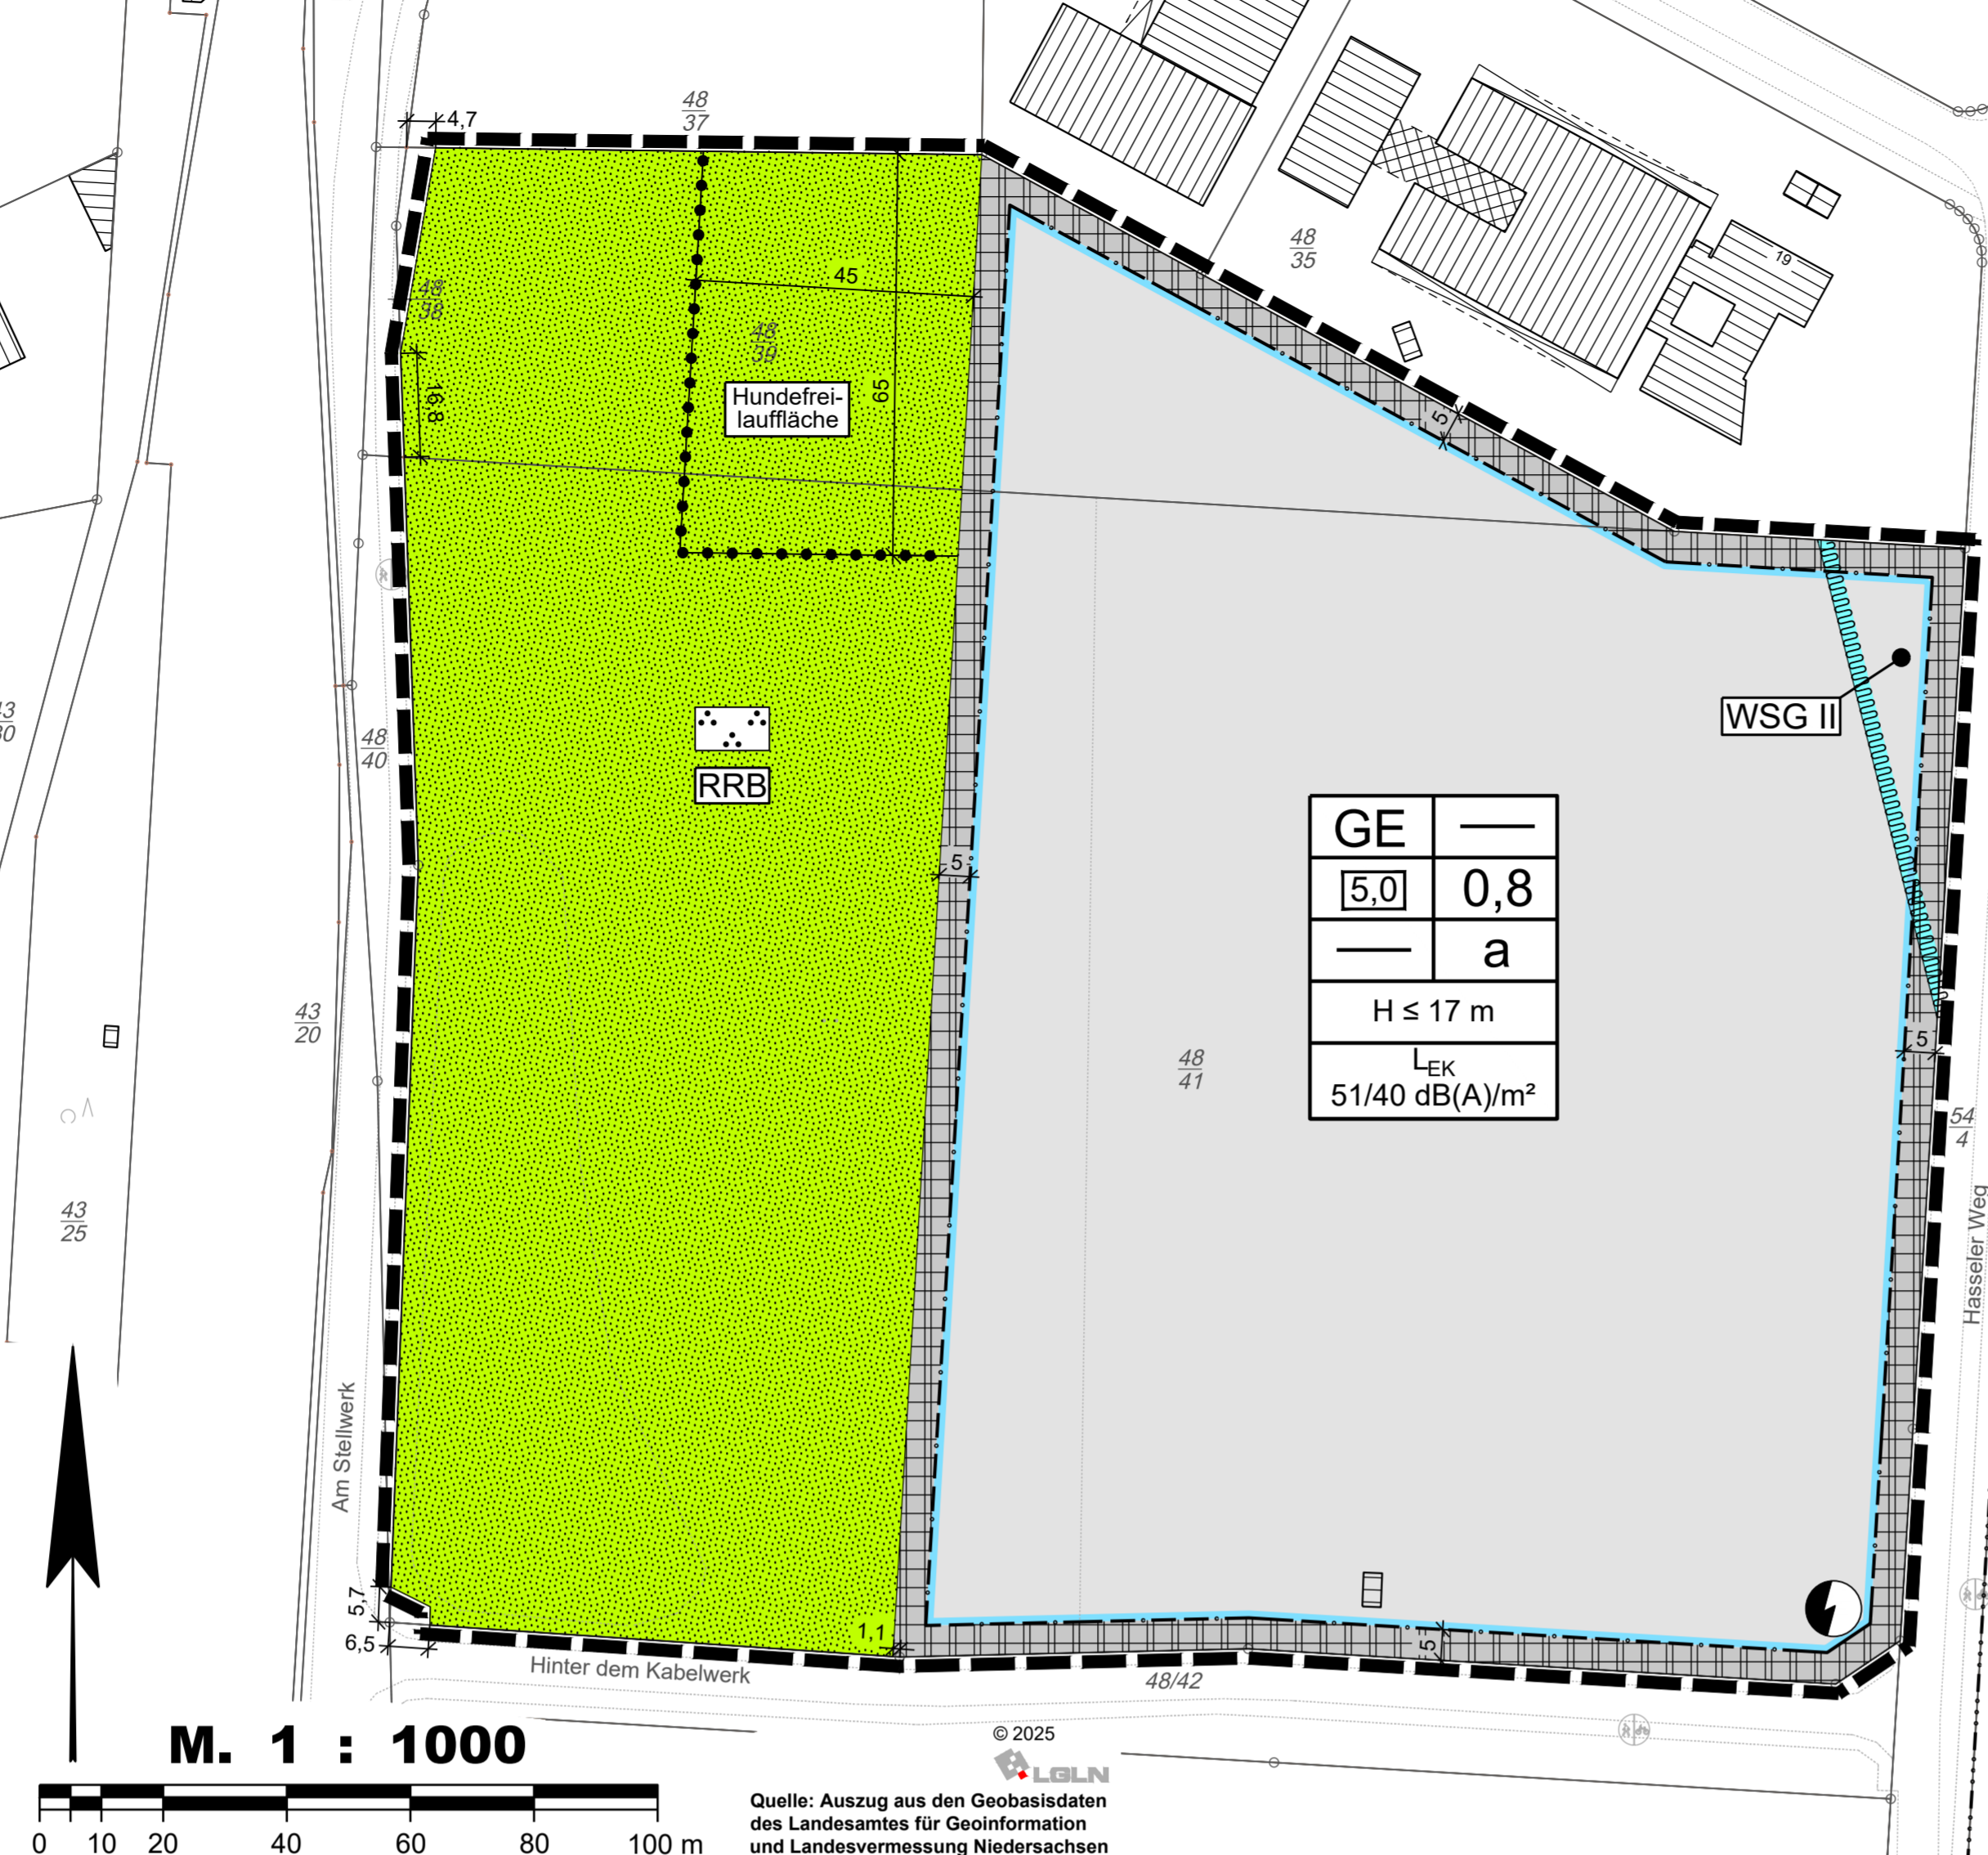 48
37
4,7
48
35
19
48
38
45
48
39
16,8
65
Hundefrei-
lauffläche
5
WSG II
48
40
RRB
GE —
5,0 0,8
— a
H ≤ 17 m
LEK
51/40 dB(A)/m²
5
43
20
48
41
5
54
4
43
25
Hasseler Weg
Am Stellwerk
5,7
6,5
1,1
5
Hinter dem Kabelwerk
48/42
M. 1 : 1000
0 10 20 40 60 80 100 m
© 2025
LGLN
Quelle: Auszug aus den Geobasisdaten
des Landesamtes für Geoinformation
und Landesvermessung Niedersachsen